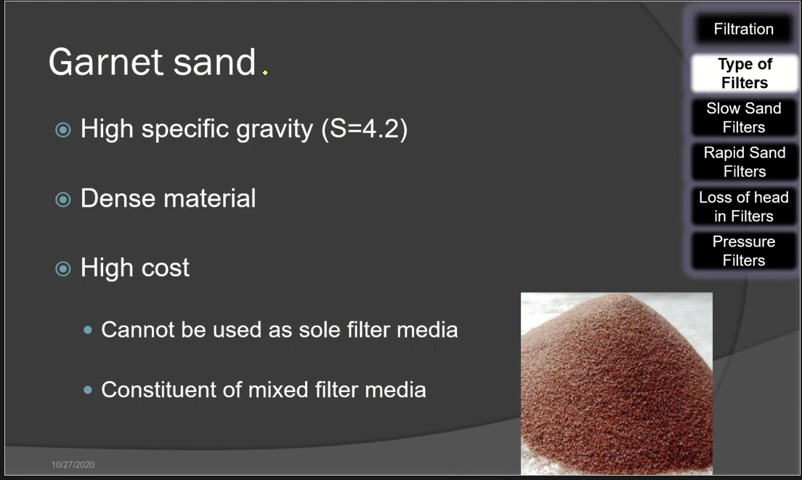 Garnet sand.
High specific gravity (S=4.2)
Dense material
High cost
Cannot be used as sole filter media
Constituent of mixed filter media
10/27/2020
Filtration
Type of
Filters
Slow Sand
Filters
Rapid Sand
Filters
Loss of head
in Filters
Pressure
Filters